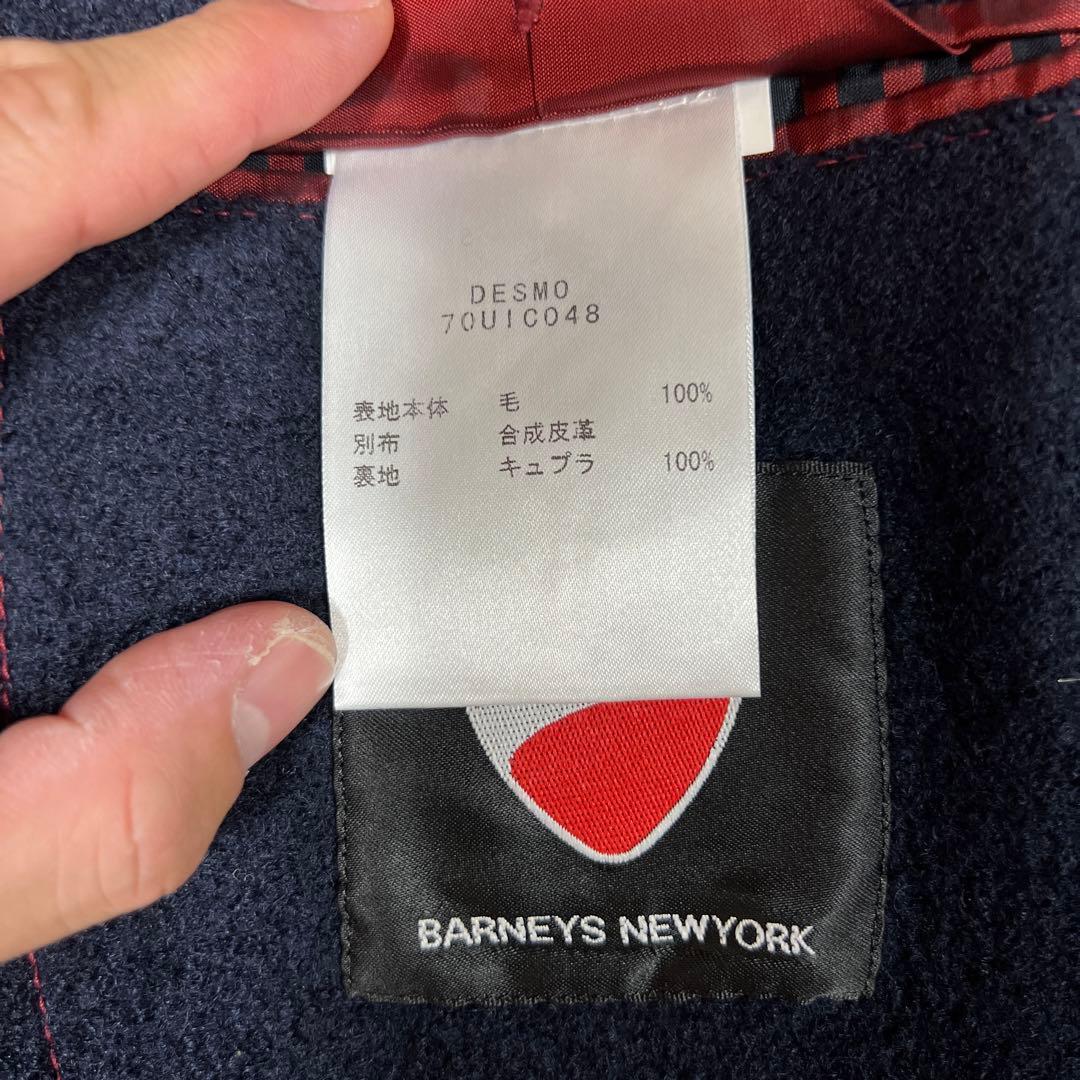 DESMO
70UIC048
表地本体 毛 100%
別布 合成皮革
裏地 キュプラ 100%
BARNEYS NEWYORK